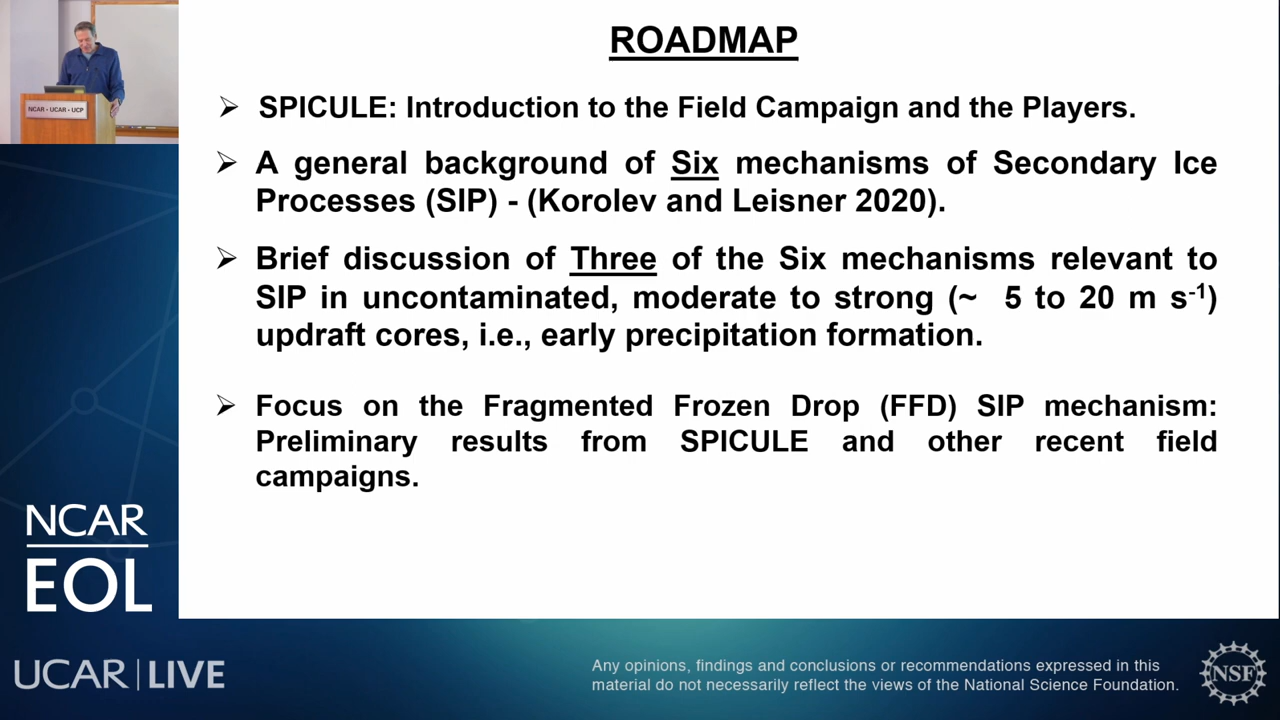 ROADMAP
NCAR • UCAR • UCP
➢ SPICULE: Introduction to the Field Campaign and the Players.
➢ A general background of Six mechanisms of Secondary Ice
Processes (SIP) - (Korolev and Leisner 2020).
➢ Brief discussion of Three of the Six mechanisms relevant to
SIP in uncontaminated, moderate to strong (~ 5 to 20 m s-1)
updraft cores, i.e., early precipitation formation.
➢ Focus on the Fragmented Frozen Drop (FFD) SIP mechanism:
Preliminary results from SPICULE and other recent field
campaigns.
NCAR
EOL
UCAR | LIVE
Any opinions, findings and conclusions or recommendations expressed in this
material do not necessarily reflect the views of the National Science Foundation.
NSF